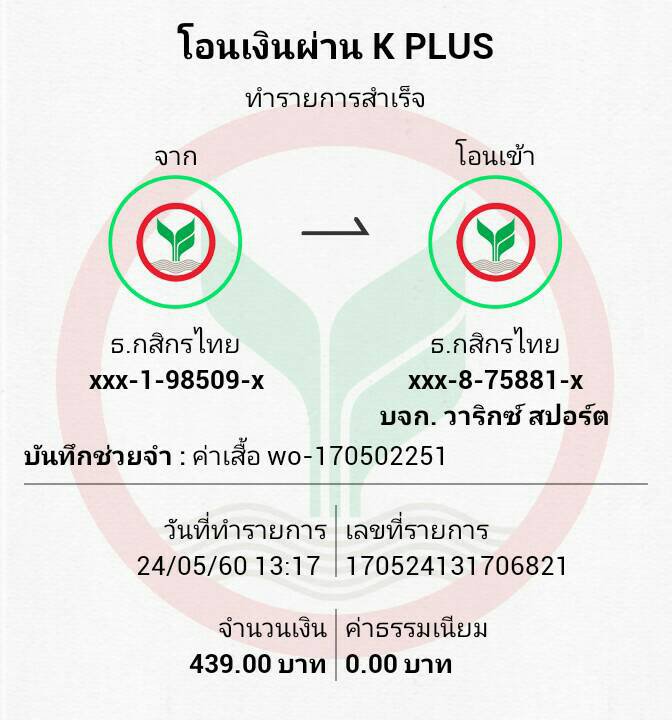 โอนเงินผ่าน K PLUS
ทำรายการสำเร็จ
จาก
โอนเข้า
ธ.กสิกรไทย
xxx-1-98509-x
ธ.กสิกรไทย
xxx-8-75881-x
บจก. วาริกซ์ สปอร์ต
บันทึกช่วยจำ : ค่าเสื้อ wo-170502251
วันที่ทำรายการ
24/05/60 13:17
เลขที่รายการ
170524131706821
จำนวนเงิน
439.00 บาท
ค่าธรรมเนียม
0.00 บาท